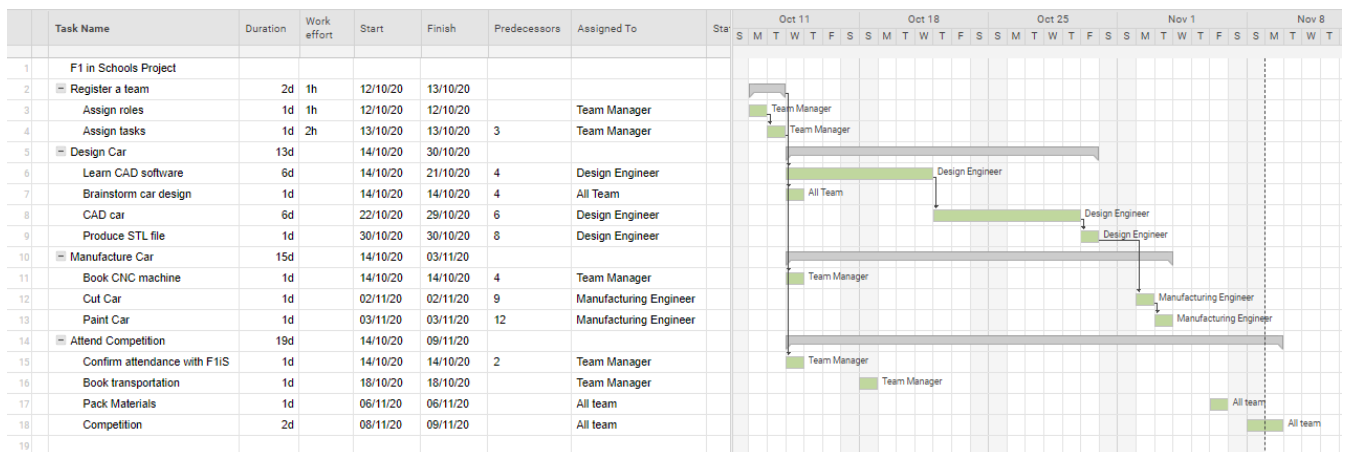 Oct 11 Oct 18 Oct 25 Nov 1 Nov 8
Task Name Duration Work effort Start Finish Predecessors Assigned To Sta S M T W T F S S M T W T F S S M T W T F S S M T W T F S S M T W T
1 F1 in Schools Project
2 Register a team 2d 1h 12/10/20 13/10/20
3 Assign roles 1d 1h 12/10/20 12/10/20 Team Manager Team Manager
4 Assign tasks 1d 2h 13/10/20 13/10/20 3 Team Manager Team Manager
5 Design Car 13d 14/10/20 30/10/20
6 Learn CAD software 6d 14/10/20 21/10/20 4 Design Engineer Design Engineer
7 Brainstorm car design 1d 14/10/20 14/10/20 4 All Team All Team
8 CAD car 6d 22/10/20 29/10/20 6 Design Engineer Design Engineer
9 Produce STL file 1d 30/10/20 30/10/20 8 Design Engineer Design Engineer
10 Manufacture Car 15d 14/10/20 03/11/20
11 Book CNC machine 1d 14/10/20 14/10/20 4 Team Manager Team Manager
12 Cut Car 1d 02/11/20 02/11/20 9 Manufacturing Engineer Manufacturing Engineer
13 Paint Car 1d 03/11/20 03/11/20 12 Manufacturing Engineer Manufacturing Engineer
14 Attend Competition 19d 14/10/20 09/11/20
15 Confirm attendance with F1iS 1d 14/10/20 14/10/20 2 Team Manager Team Manager
16 Book transportation 1d 18/10/20 18/10/20 Team Manager Team Manager
17 Pack Materials 1d 06/11/20 06/11/20 All team All team
18 Competition 2d 08/11/20 09/11/20 All team All team
19